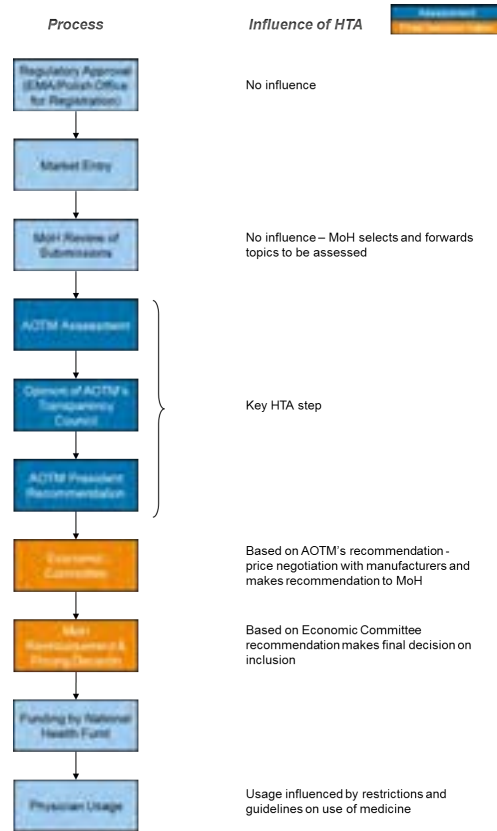 Process
Influence of HTA
Assessment
Regulatory Approval
(EMA/Polish Office
for Registration)
No influence
Market Entry
MoH Review of
Submissions
No influence – MoH selects and forwards
topics to be assessed
AOTM Assessment
Opinion of AOTM's
Transparency
Council
Key HTA step
AOTM President
Recommendation
Economic
Committee
Based on AOTM's recommendation -
price negotiation with manufacturers and
makes recommendation to MoH
MoH
Reimbursement &
Pricing Decision
Based on Economic Committee
recommendation makes final decision on
inclusion
Funding by National
Health Fund
Physician Usage
Usage influenced by restrictions and
guidelines on use of medicine